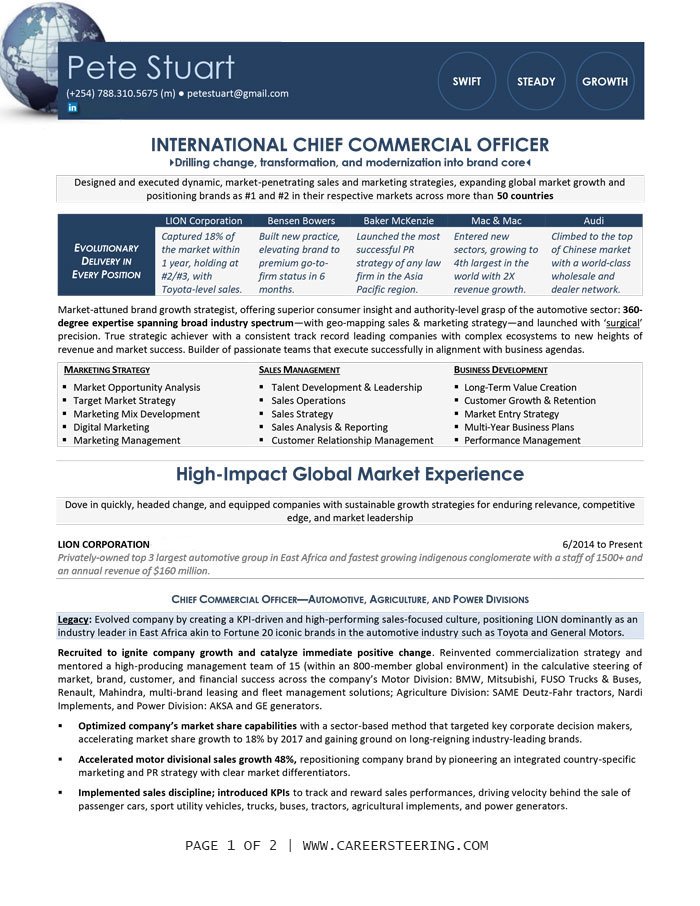 Pete Stuart
(+254) 788.310.5675 (m) ● petestuart@gmail.com
in
SWIFT
STEADY
GROWTH
INTERNATIONAL CHIEF COMMERCIAL OFFICER
Drilling change, transformation, and modernization into brand core
Designed and executed dynamic, market-penetrating sales and marketing strategies, expanding global market growth and
positioning brands as #1 and #2 in their respective markets across more than 50 countries
EVOLUTIONARY
DELIVERY IN
EVERY POSITION
LION Corporation
Captured 18% of
the market within
1 year, holding at
#2/#3, with
Toyota-level sales.
Bensen Bowers
Built new practice,
elevating brand to
premium go-to-
firm status in 6
months.
Baker McKenzie
Launched the most
successful PR
strategy of any law
firm in the Asia
Pacific region.
Mac & Mac
Entered new
sectors, growing to
4th largest in the
world with 2X
revenue growth.
Audi
Climbed to the top
of Chinese market
with a world-class
wholesale and
dealer network.
Market-attuned brand growth strategist, offering superior consumer insight and authority-level grasp of the automotive sector: 360-
degree expertise spanning broad industry spectrum—with geo-mapping sales & marketing strategy—and launched with ‘surgical’
precision. True strategic achiever with a consistent track record leading companies with complex ecosystems to new heights of
revenue and market success. Builder of passionate teams that execute successfully in alignment with business agendas.
MARKETING STRATEGY
▪ Market Opportunity Analysis
▪ Target Market Strategy
▪ Marketing Mix Development
▪ Digital Marketing
▪ Marketing Management
SALES MANAGEMENT
▪ Talent Development & Leadership
▪ Sales Operations
▪ Sales Strategy
▪ Sales Analysis & Reporting
▪ Customer Relationship Management
BUSINESS DEVELOPMENT
▪ Long-Term Value Creation
▪ Customer Growth & Retention
▪ Market Entry Strategy
▪ Multi-Year Business Plans
▪ Performance Management
High-Impact Global Market Experience
Dove in quickly, headed change, and equipped companies with sustainable growth strategies for enduring relevance, competitive
edge, and market leadership
LION CORPORATION 6/2014 to Present
Privately-owned top 3 largest automotive group in East Africa and fastest growing indigenous conglomerate with a staff of 1500+ and
an annual revenue of $160 million.
CHIEF COMMERCIAL OFFICER—AUTOMOTIVE, AGRICULTURE, AND POWER DIVISIONS
Legacy: Evolved company by creating a KPI-driven and high-performing sales-focused culture, positioning LION dominantly as an
industry leader in East Africa akin to Fortune 20 iconic brands in the automotive industry such as Toyota and General Motors.
Recruited to ignite company growth and catalyze immediate positive change. Reinvented commercialization strategy and
mentored a high-producing management team of 15 (within an 800-member global environment) in the calculative steering of
market, brand, customer, and financial success across the company’s Motor Division: BMW, Mitsubishi, FUSO Trucks & Buses,
Renault, Mahindra, multi-brand leasing and fleet management solutions; Agriculture Division: SAME Deutz-Fahr tractors, Nardi
Implements, and Power Division: AKSA and GE generators.
▪ Optimized company’s market share capabilities with a sector-based method that targeted key corporate decision makers,
accelerating market share growth to 18% by 2017 and gaining ground on long-reigning industry-leading brands.
▪ Accelerated motor divisional sales growth 48%, repositioning company brand by pioneering an integrated country-specific
marketing and PR strategy with clear market differentiators.
▪ Implemented sales discipline; introduced KPIs to track and reward sales performances, driving velocity behind the sale of
passenger cars, sport utility vehicles, trucks, buses, tractors, agricultural implements, and power generators.
PAGE 1 OF 2 | WWW.CAREERSTEERING.COM